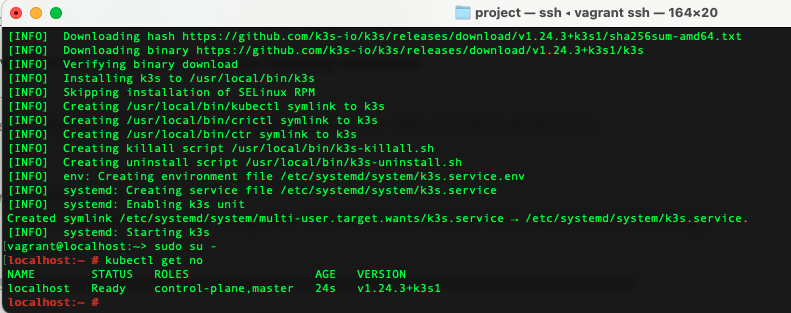 project — ssh ◂ vagrant ssh — 164×20
[INFO]  Downloading hash https://github.com/k3s-io/k3s/releases/download/v1.24.3+k3s1/sha256sum-amd64.txt
[INFO]  Downloading binary https://github.com/k3s-io/k3s/releases/download/v1.24.3+k3s1/k3s
[INFO]  Verifying binary download
[INFO]  Installing k3s to /usr/local/bin/k3s
[INFO]  Skipping installation of SELinux RPM
[INFO]  Creating /usr/local/bin/kubectl symlink to k3s
[INFO]  Creating /usr/local/bin/crictl symlink to k3s
[INFO]  Creating /usr/local/bin/ctr symlink to k3s
[INFO]  Creating killall script /usr/local/bin/k3s-killall.sh
[INFO]  Creating uninstall script /usr/local/bin/k3s-uninstall.sh
[INFO]  env: Creating environment file /etc/systemd/system/k3s.service.env
[INFO]  systemd: Creating service file /etc/systemd/system/k3s.service
[INFO]  systemd: Enabling k3s unit
Created symlink /etc/systemd/system/multi-user.target.wants/k3s.service → /etc/systemd/system/k3s.service.
[INFO]  systemd: Starting k3s
[vagrant@localhost:~> sudo su -
[localhost:~ # kubectl get no
NAME        STATUS   ROLES                  AGE   VERSION
localhost   Ready    control-plane,master   24s   v1.24.3+k3s1
localhost:~ #